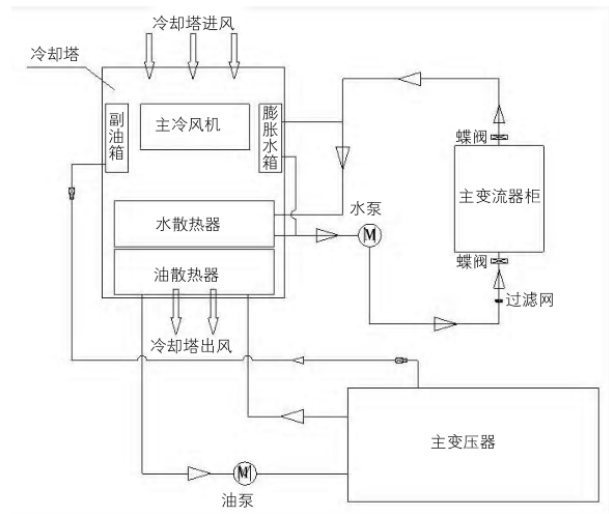 冷却塔进风
冷却塔
副油箱
主冷风机
膨胀水箱
蝶阀
水泵
主变流器柜
水散热器
M
蝶阀
油散热器
过滤网
冷却塔出风
主变压器
M
油泵